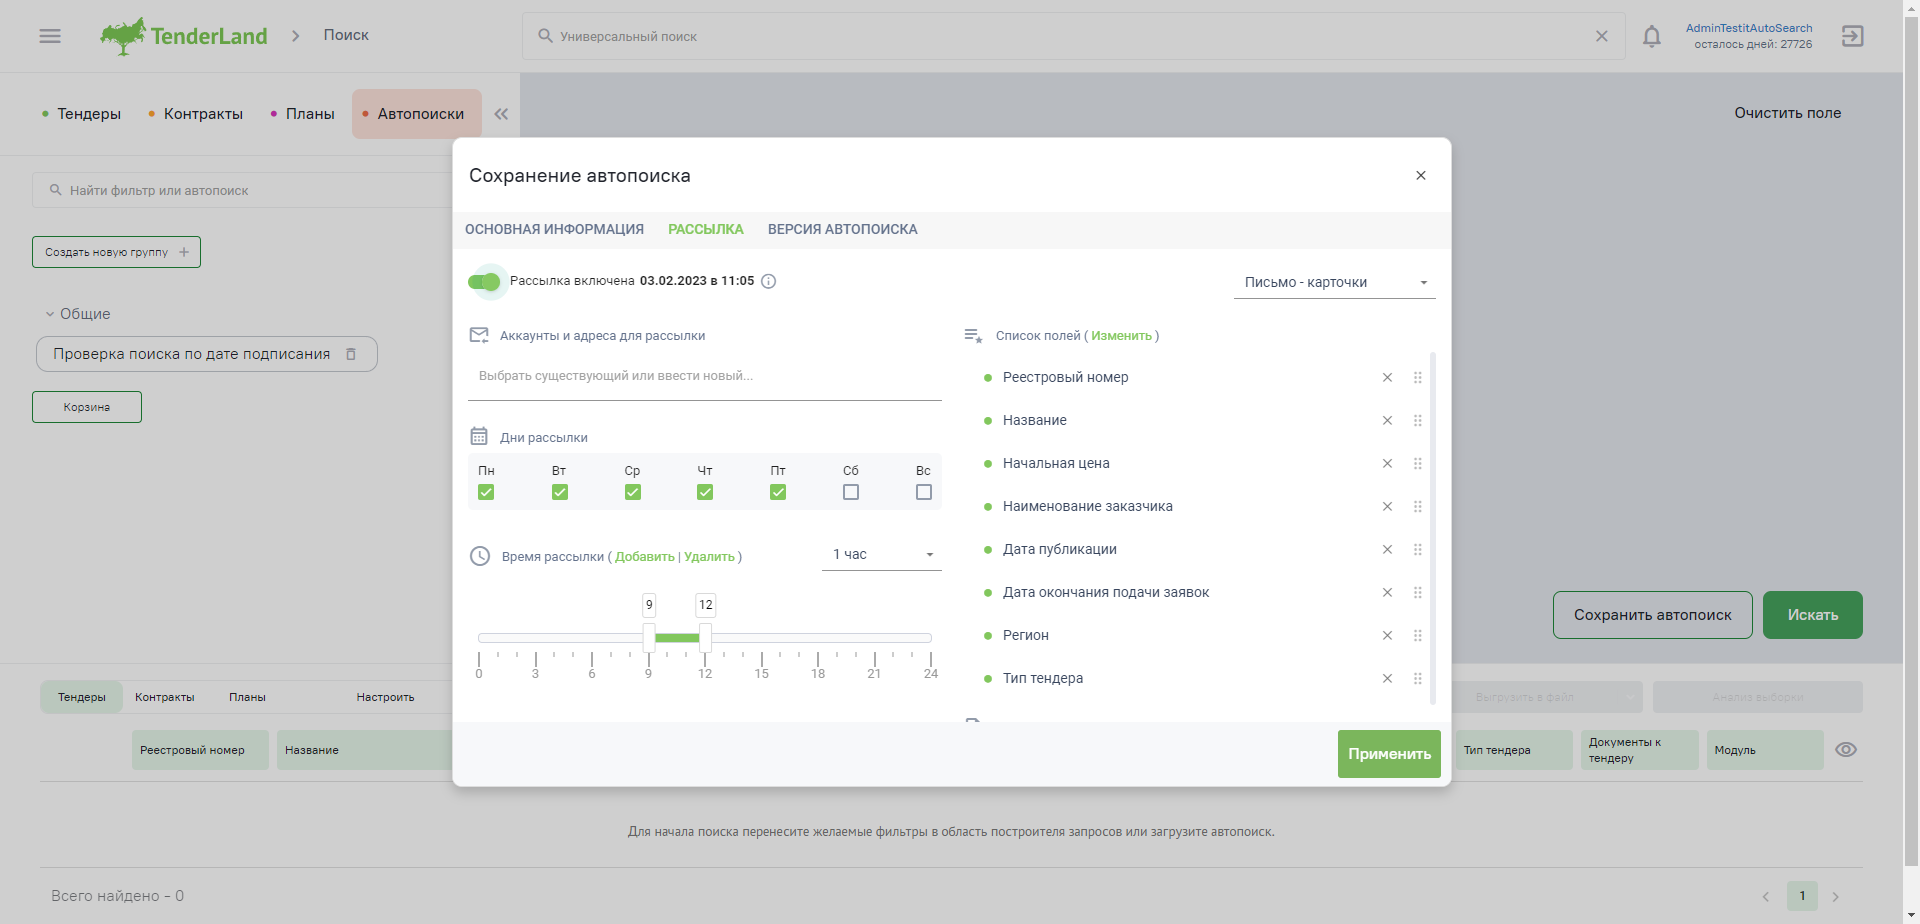 TenderLand
Поиск
Универсальный поиск
AdminTestitAutoSearch
осталось дней: 27726
Тендеры
Контракты
Планы
Автопоиски
Очистить поле
Найти фильтр или автопоиск
Создать новую группу
Общие
Проверка поиска по дате подписания
Корзина
Сохранение автопоиска
ОСНОВНАЯ ИНФОРМАЦИЯ
РАССЫЛКА
ВЕРСИЯ АВТОПОИСКА
Рассылка включена 03.02.2023 в 11:05
Письмо - карточки
Аккаунты и адреса для рассылки
Выбрать существующий или ввести новый...
Дни рассылки
Пн Вт Ср Чт Пт Сб Вс
Время рассылки ( Добавить | Удалить )
1 час
9 12
0 3 6 9 12 15 18 21 24
Список полей ( Изменить )
Реестровый номер
Название
Начальная цена
Наименование заказчика
Дата публикации
Дата окончания подачи заявок
Регион
Тип тендера
Применить
Сохранить автопоиск
Искать
Тендеры
Контракты
Планы
Настроить
Выгрузить в файл
Анализ выборки
Реестровый номер
Название
Тип тендера
Документы к
тендеру
Модуль
Для начала поиска перенесите желаемые фильтры в область построителя запросов или загрузите автопоиск.
Всего найдено - 0
1